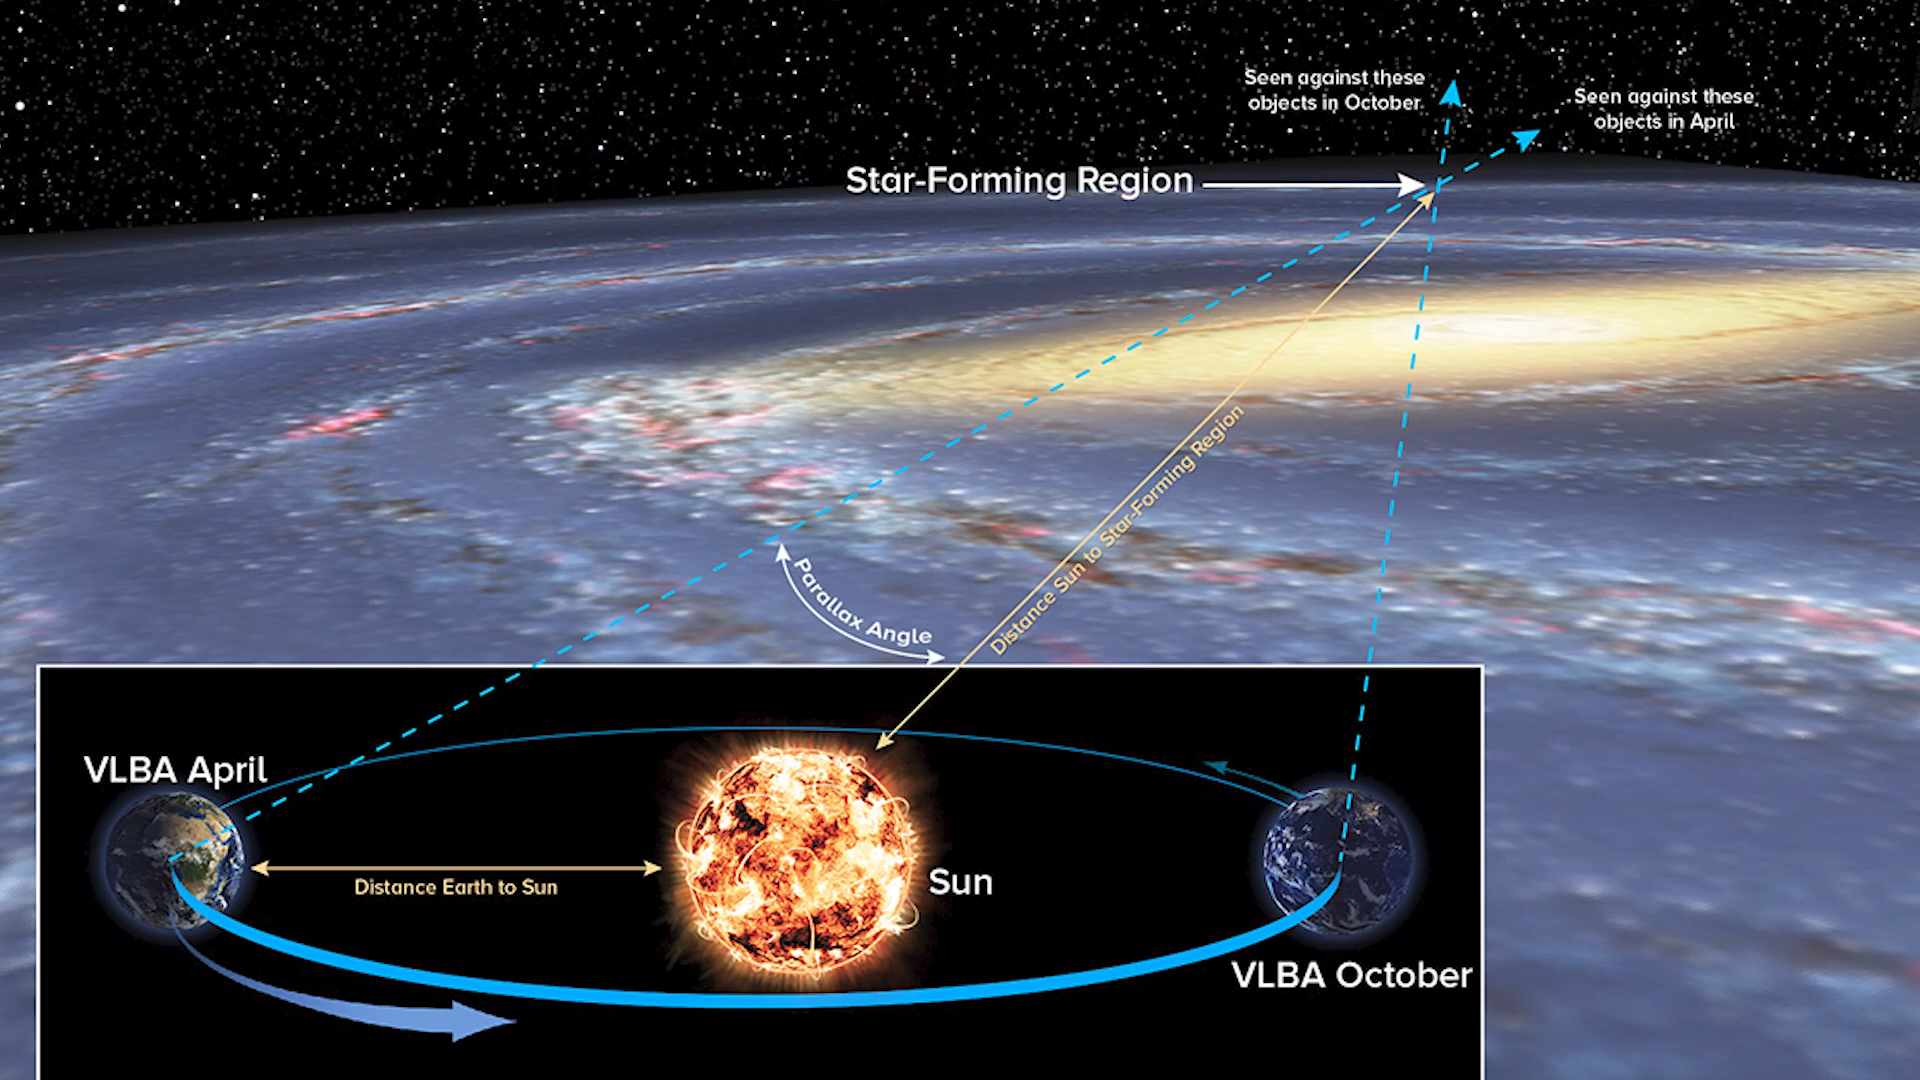 Seen against these
objects in October
Seen against these
objects in April
Star-Forming Region
Distance Sun to Star-Forming Region
Parallax Angle
VLBA April
Distance Earth to Sun
Sun
VLBA October